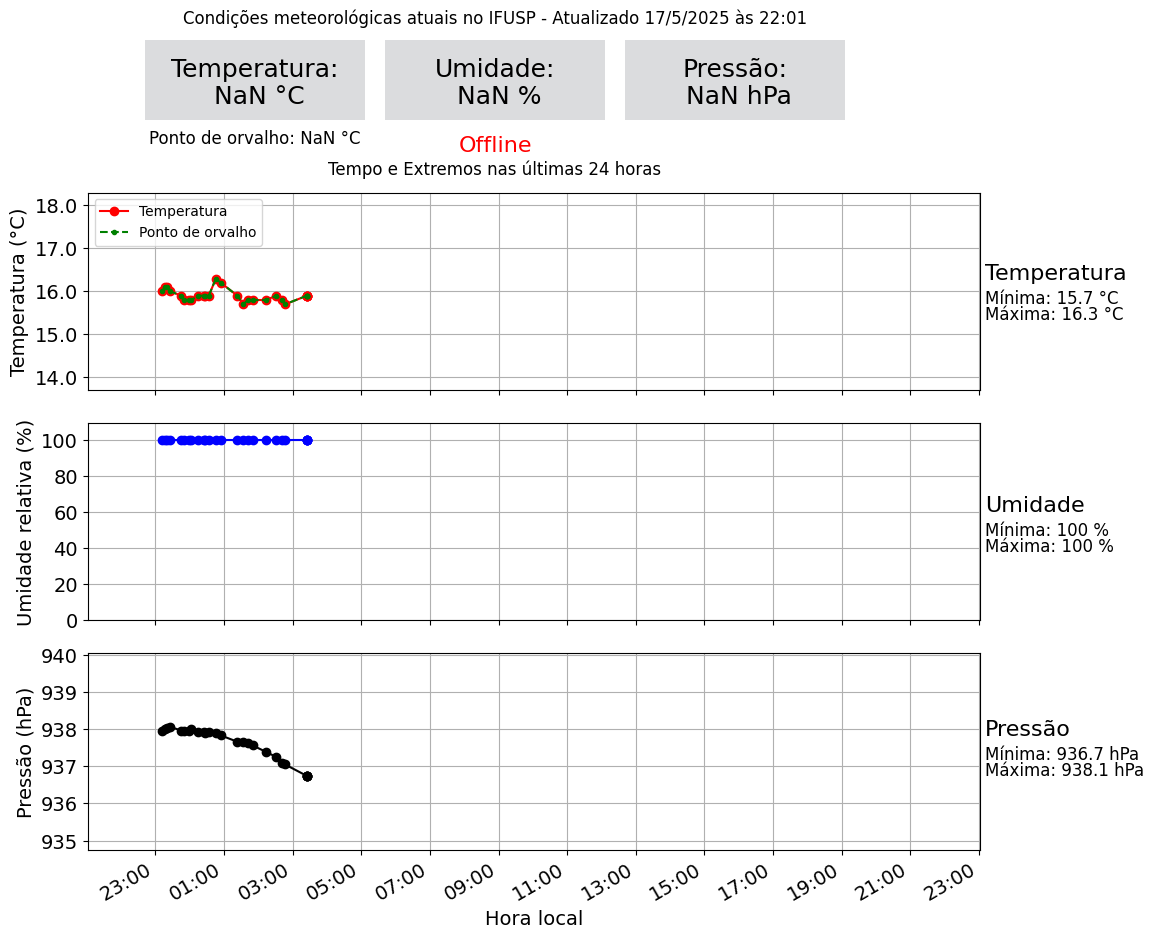 Condições meteorológicas atuais no IFUSP - Atualizado 17/5/2025 às 22:01
Temperatura:
NaN °C
Umidade:
NaN %
Pressão:
NaN hPa
Ponto de orvalho: NaN °C
Offline
Tempo e Extremos nas últimas 24 horas
Temperatura (°C)
18.0
17.0
16.0
15.0
14.0
Temperatura
Ponto de orvalho
Temperatura
Mínima: 15.7 °C
Máxima: 16.3 °C
Umidade relativa (%)
100
80
60
40
20
0
Umidade
Mínima: 100 %
Máxima: 100 %
Pressão (hPa)
940
939
938
937
936
935
Pressão
Mínima: 936.7 hPa
Máxima: 938.1 hPa
23:00 01:00 03:00 05:00 07:00 09:00 11:00 13:00 15:00 17:00 19:00 21:00 23:00
Hora local